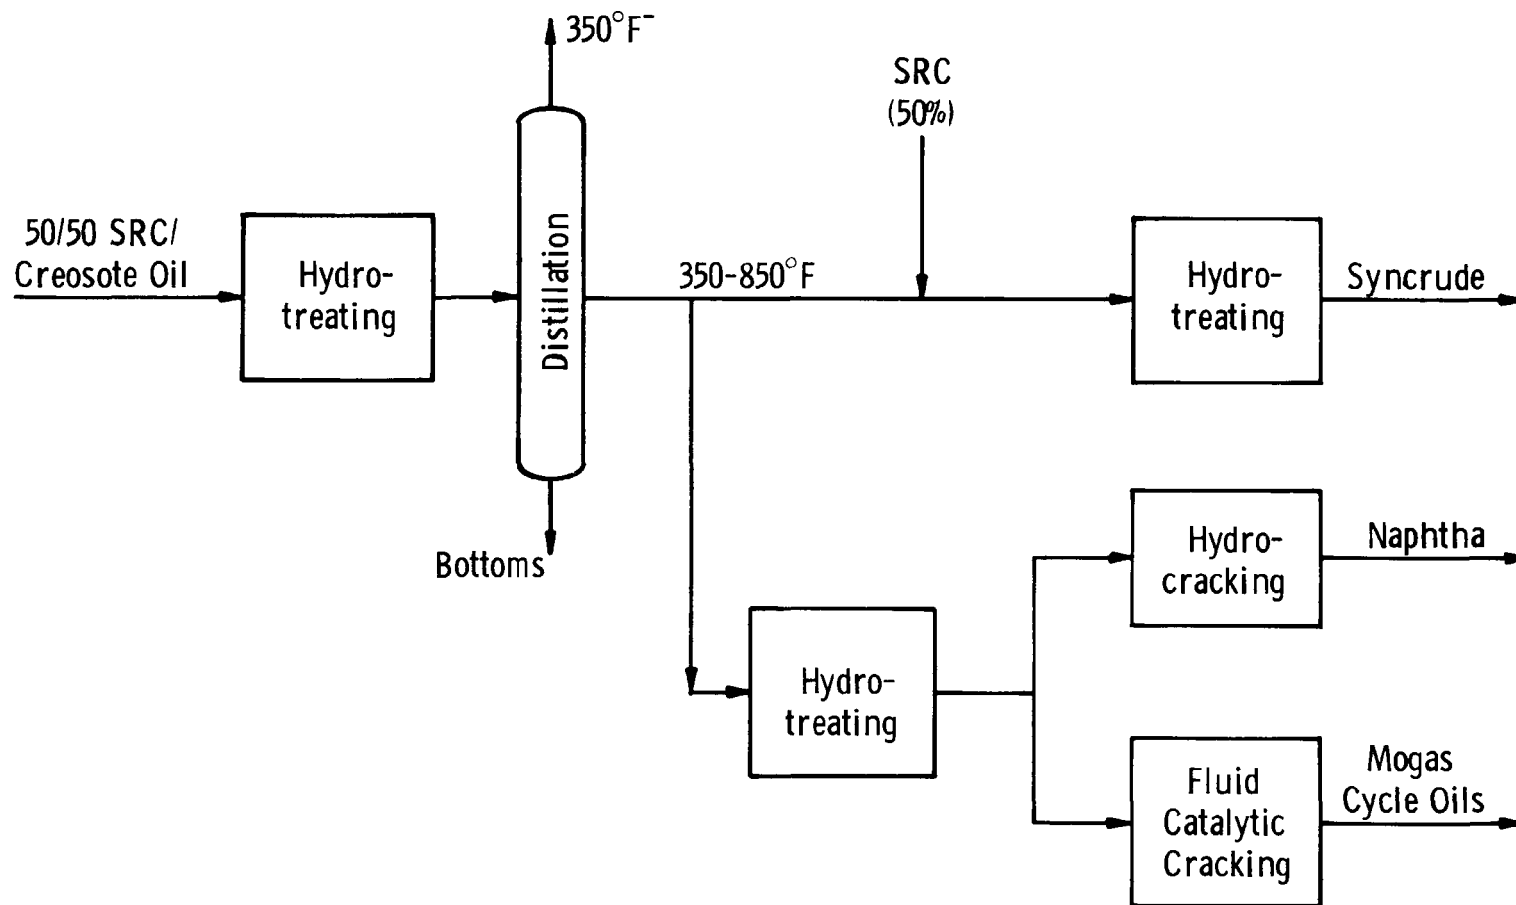 350°F⁻
SRC
(50%)
50/50 SRC/
Creosote Oil
Hydro-
treating
Distillation
350-850°F
Hydro-
treating
Syncrude
Bottoms
Hydro-
treating
Hydro-
cracking
Naphtha
Fluid
Catalytic
Cracking
Mogas
Cycle Oils